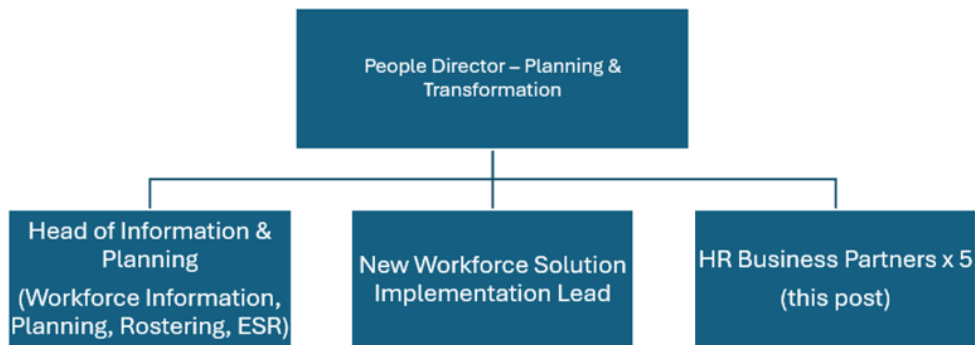 People Director – Planning &
Transformation
Head of Information &
Planning
(Workforce Information,
Planning, Rostering, ESR)
New Workforce Solution
Implementation Lead
HR Business Partners x 5
(this post)